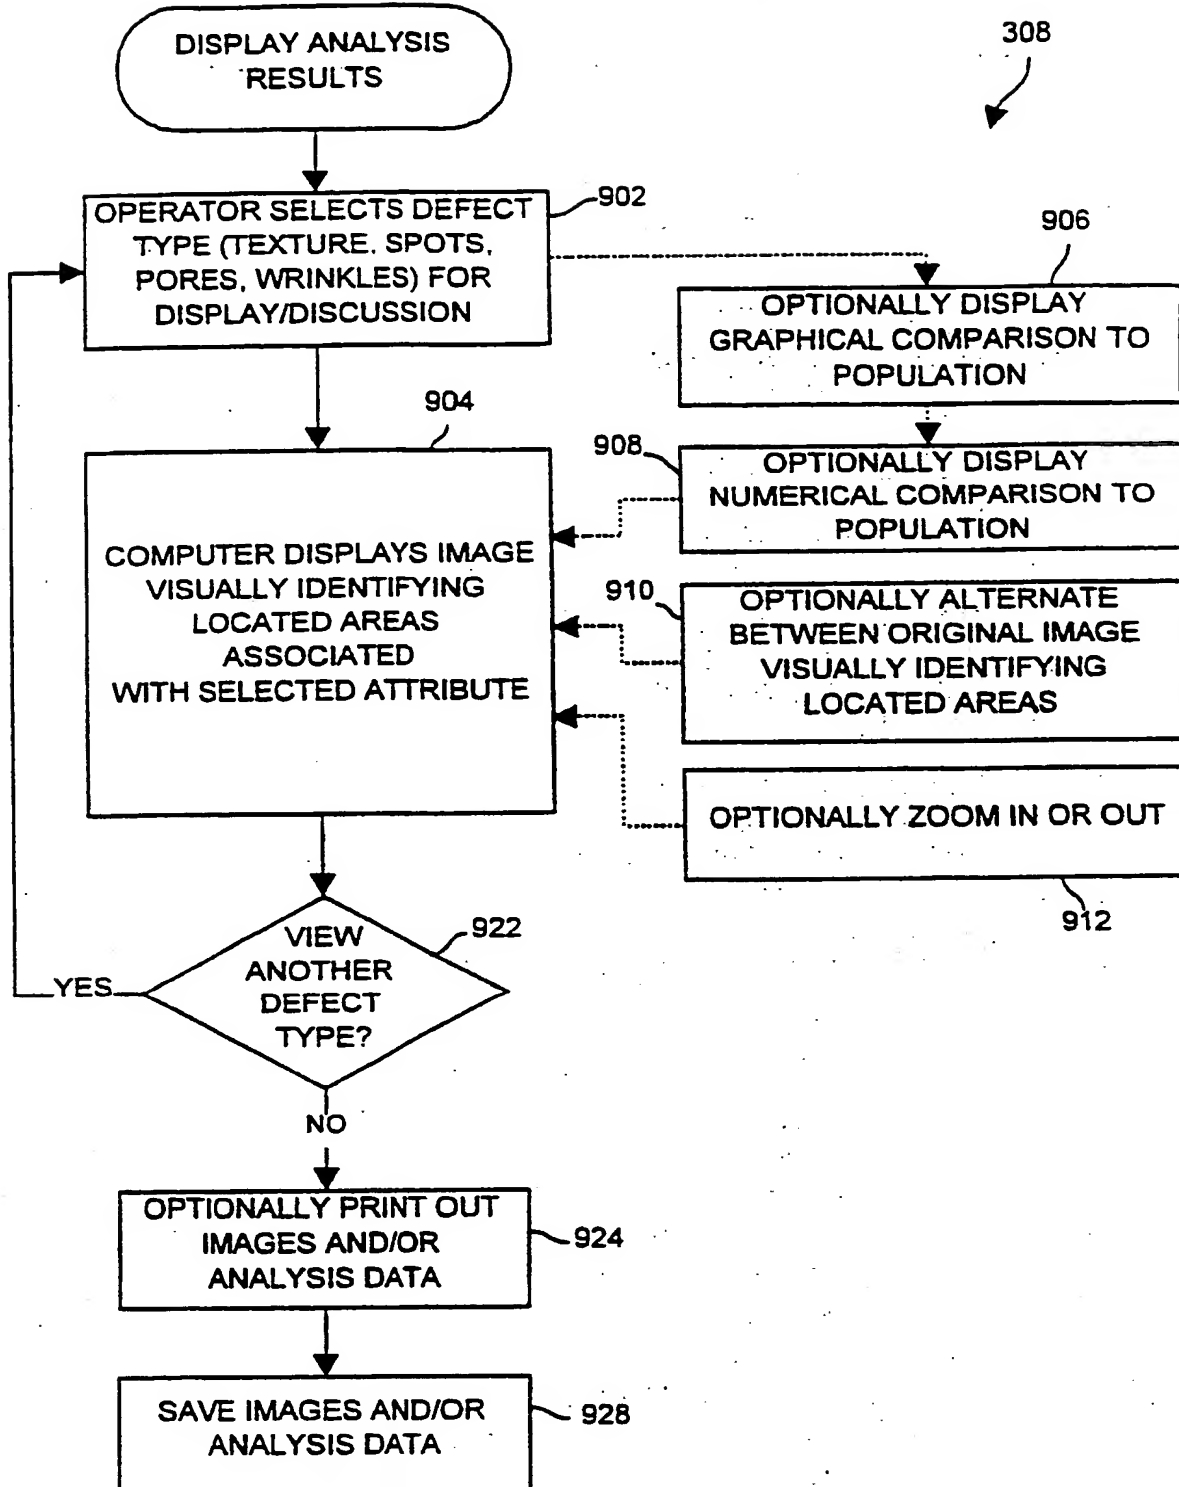 DISPLAY ANALYSIS
RESULTS
308
OPERATOR SELECTS DEFECT
TYPE (TEXTURE. SPOTS,
PORES, WRINKLES) FOR
DISPLAY/DISCUSSION
902
906
OPTIONALLY DISPLAY
GRAPHICAL COMPARISON TO
POPULATION
904
908
OPTIONALLY DISPLAY
NUMERICAL COMPARISON TO
POPULATION
COMPUTER DISPLAYS IMAGE
VISUALLY IDENTIFYING
LOCATED AREAS
ASSOCIATED
WITH SELECTED ATTRIBUTE
910
OPTIONALLY ALTERNATE
BETWEEN ORIGINAL IMAGE
VISUALLY IDENTIFYING
LOCATED AREAS
OPTIONALLY ZOOM IN OR OUT
912
VIEW
ANOTHER
DEFECT
TYPE?
922
YES
NO
OPTIONALLY PRINT OUT
IMAGES AND/OR
ANALYSIS DATA
924
SAVE IMAGES AND/OR
ANALYSIS DATA
928